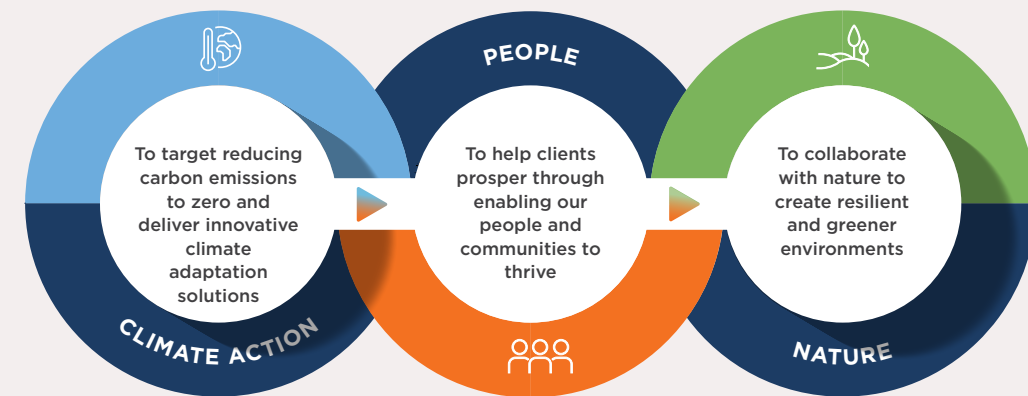 To target reducing
carbon emissions
to zero and
deliver innovative
climate
adaptation
solutions
CLIMATE ACTION
PEOPLE
To help clients
prosper through
enabling our
people and
communities to
thrive
To collaborate
with nature to
create resilient
and greener
environments
NATURE